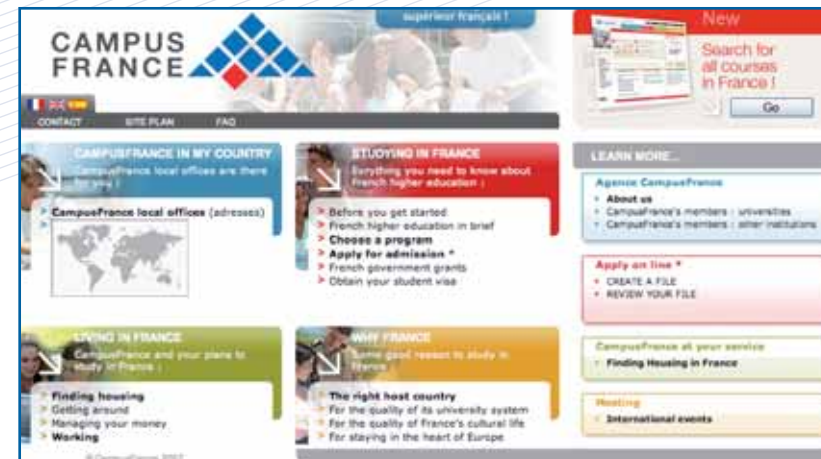 supérieur français !
CAMPUS
FRANCE
New
Search for
all courses
in France !
Go
CONTACT SITE PLAN FAQ
CAMPUSFRANCE IN MY COUNTRY
CampusFrance local offices are there
for you :
> CampusFrance local offices (adresses)
>
STUDYING IN FRANCE
Everything you need to know about
French higher education :
> Before you get started
> French higher education in brief
> Choose a program
> Apply for admission *
> French government grants
> Obtain your student visa
LEARN MORE...
Agence CampusFrance
About us
CampusFrance's members : universities
CampusFrance's members : other institutions
Apply on line *
CREATE A FILE
REVIEW YOUR FILE
LIVING IN FRANCE
CampusFrance and your plans to
study in France :
> Finding housing
> Getting around
> Managing your money
> Working
WHY FRANCE
Some good reason to study in
France :
> The right host country
> For the quality of its university system
> For the quality of France's cultural life
> For staying in the heart of Europe
CampusFrance at your service
Finding Housing in France
Meeting
International events
© CampusFrance 2007